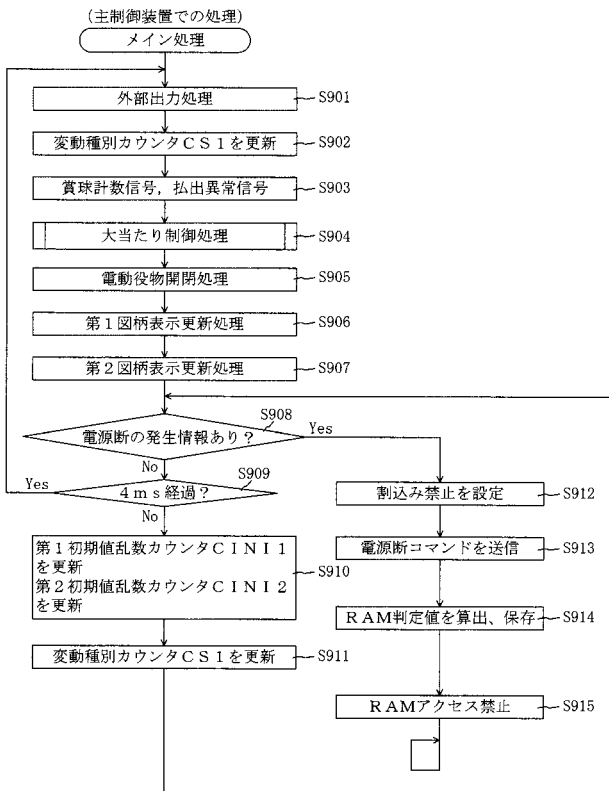 (主制御装置での処理)
メイン処理
外部出力処理
S901
変動種別カウンタCS1を更新
S902
賞球計数信号，払出異常信号
S903
大当たり制御処理
S904
電動役物開閉処理
S905
第1図柄表示更新処理
S906
第2図柄表示更新処理
S907
S908
電源断の発生情報あり？
Yes
No
S909
Yes
4ms経過？
No
割込み禁止を設定
S912
第1初期値乱数カウンタCINI1
を更新
第2初期値乱数カウンタCINI2
を更新
S910
電源断コマンドを送信
S913
RAM判定値を算出、保存
S914
変動種別カウンタCS1を更新
S911
RAMアクセス禁止
S915